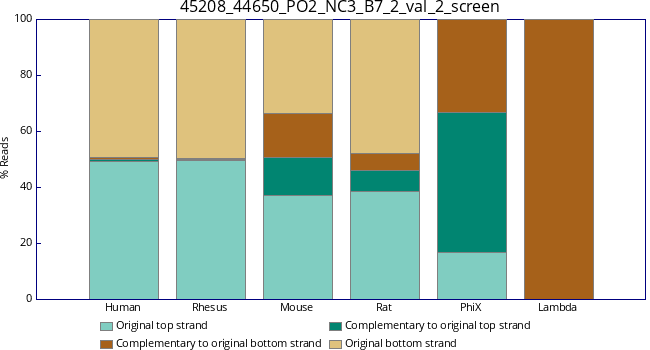 45208_44650_PO2_NC3_B7_2_val_2_screen
% Reads
100
80
60
40
20
0
Human Rhesus Mouse Rat PhiX Lambda
Original top strand Complementary to original top strand
Complementary to original bottom strand Original bottom strand